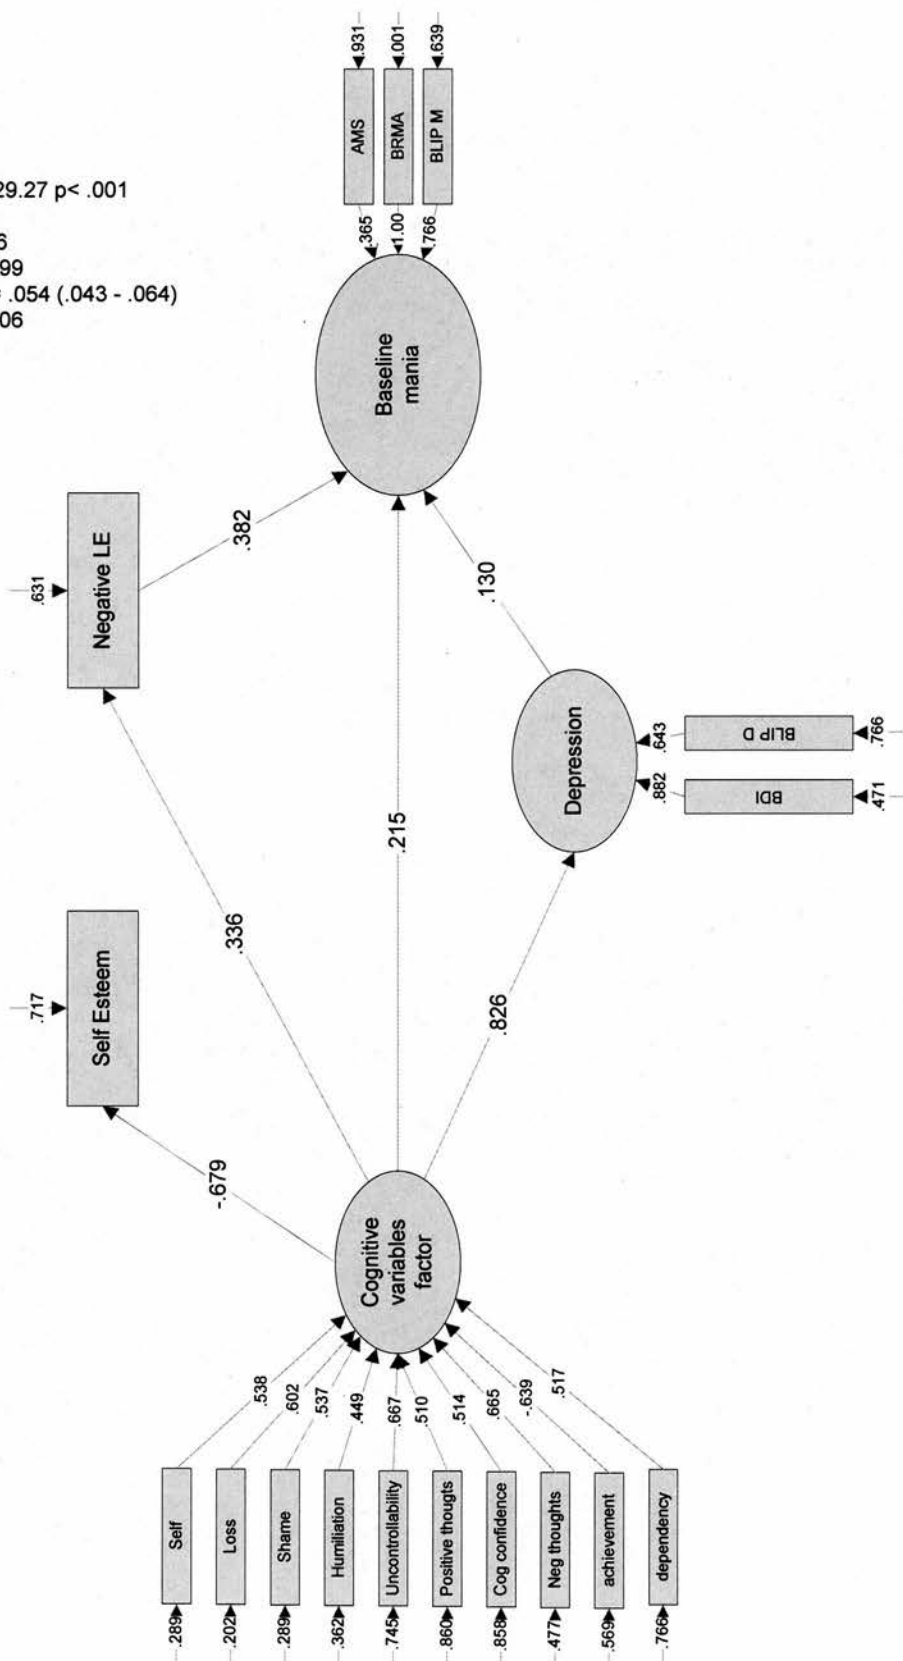 29.27 p< .001
6
99
= .054 (.043 - .064)
06
.931
.001
.639
AMS
BRMA
BLIP M
.365
1.00
.766
Baseline
mania
.631
Negative LE
.382
.130
.717
Self Esteem
.336
.215
Depression
.643
.882
BLIP D
BDI
.766
.471
-.679
.826
Cognitive
variables
factor
.538
.602
.537
.449
.667
.510
.514
.665
-.639
.517
Self
Loss
Shame
Humiliation
Uncontrollability
Positive thougts
Cog confidence
Neg thoughts
achievement
dependency
.289
.202
.289
.362
.745
.860
.858
.477
.569
.766